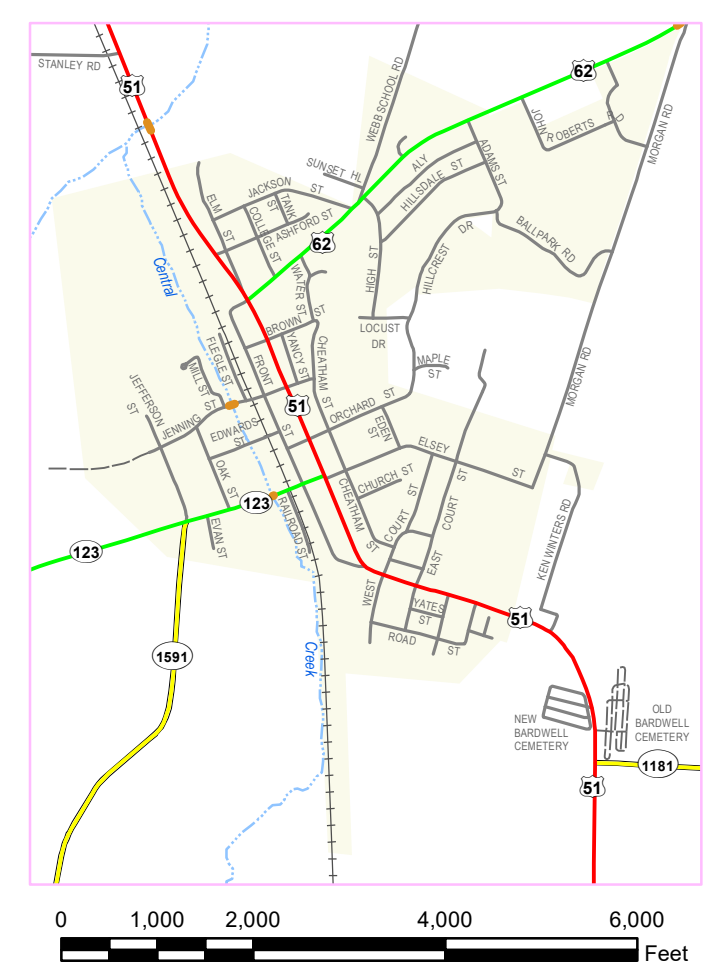 STANLEY RD
51
WEBB SCHOOL RD
62
JOHN
ROBERTS RD
MORGAN RD
ADAMS ST
ALY
HILLSDALE ST
SUNSET HL
JACKSON ST
ELM ST
COLLEGE ST
TANK ST
ASHFORD ST
62
HIGH ST
HILLCREST DR
BALLPARK RD
Central
WATER ST
BROWN ST
LOCUST
DR
FLEGLE ST
MILL ST
FRONT ST
YANCY ST
CHEATHAM ST
MAPLE
ST
MORGAN RD
JEFFERSON
ST
JENNING ST
51
ORCHARD ST
EDEN
ST
EDWARDS
ST
ELSEY ST
OAK ST
CHURCH ST
CHEATHAM ST
WEST COURT ST
EAST COURT ST
123
123
RAILROAD ST
EVAN ST
KEN WINTERS RD
YATES
ST
51
ROAD ST
1591
Creek
NEW
BARDWELL
CEMETERY
OLD
BARDWELL
CEMETERY
1181
51
0 1,000 2,000 4,000 6,000
Feet